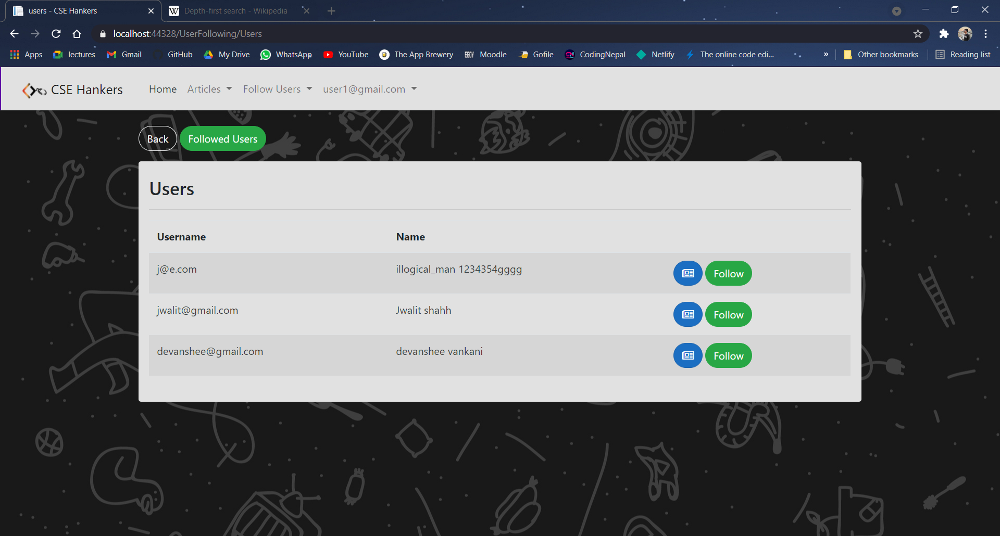 users - CSE Hankers
Depth-first search - Wikipedia
localhost:44328/UserFollowing/Users
Apps lectures Gmail GitHub My Drive WhatsApp YouTube The App Brewery EGOV Moodle Gofile CodingNepal Netlify The online code edi... » Other bookmarks Reading list
CSE Hankers Home Articles Follow Users user1@gmail.com
Back Followed Users
Users
Username Name
j@e.com illogical_man 1234354gggg Follow
jwalit@gmail.com Jwalit shahh Follow
devanshee@gmail.com devanshee vankani Follow